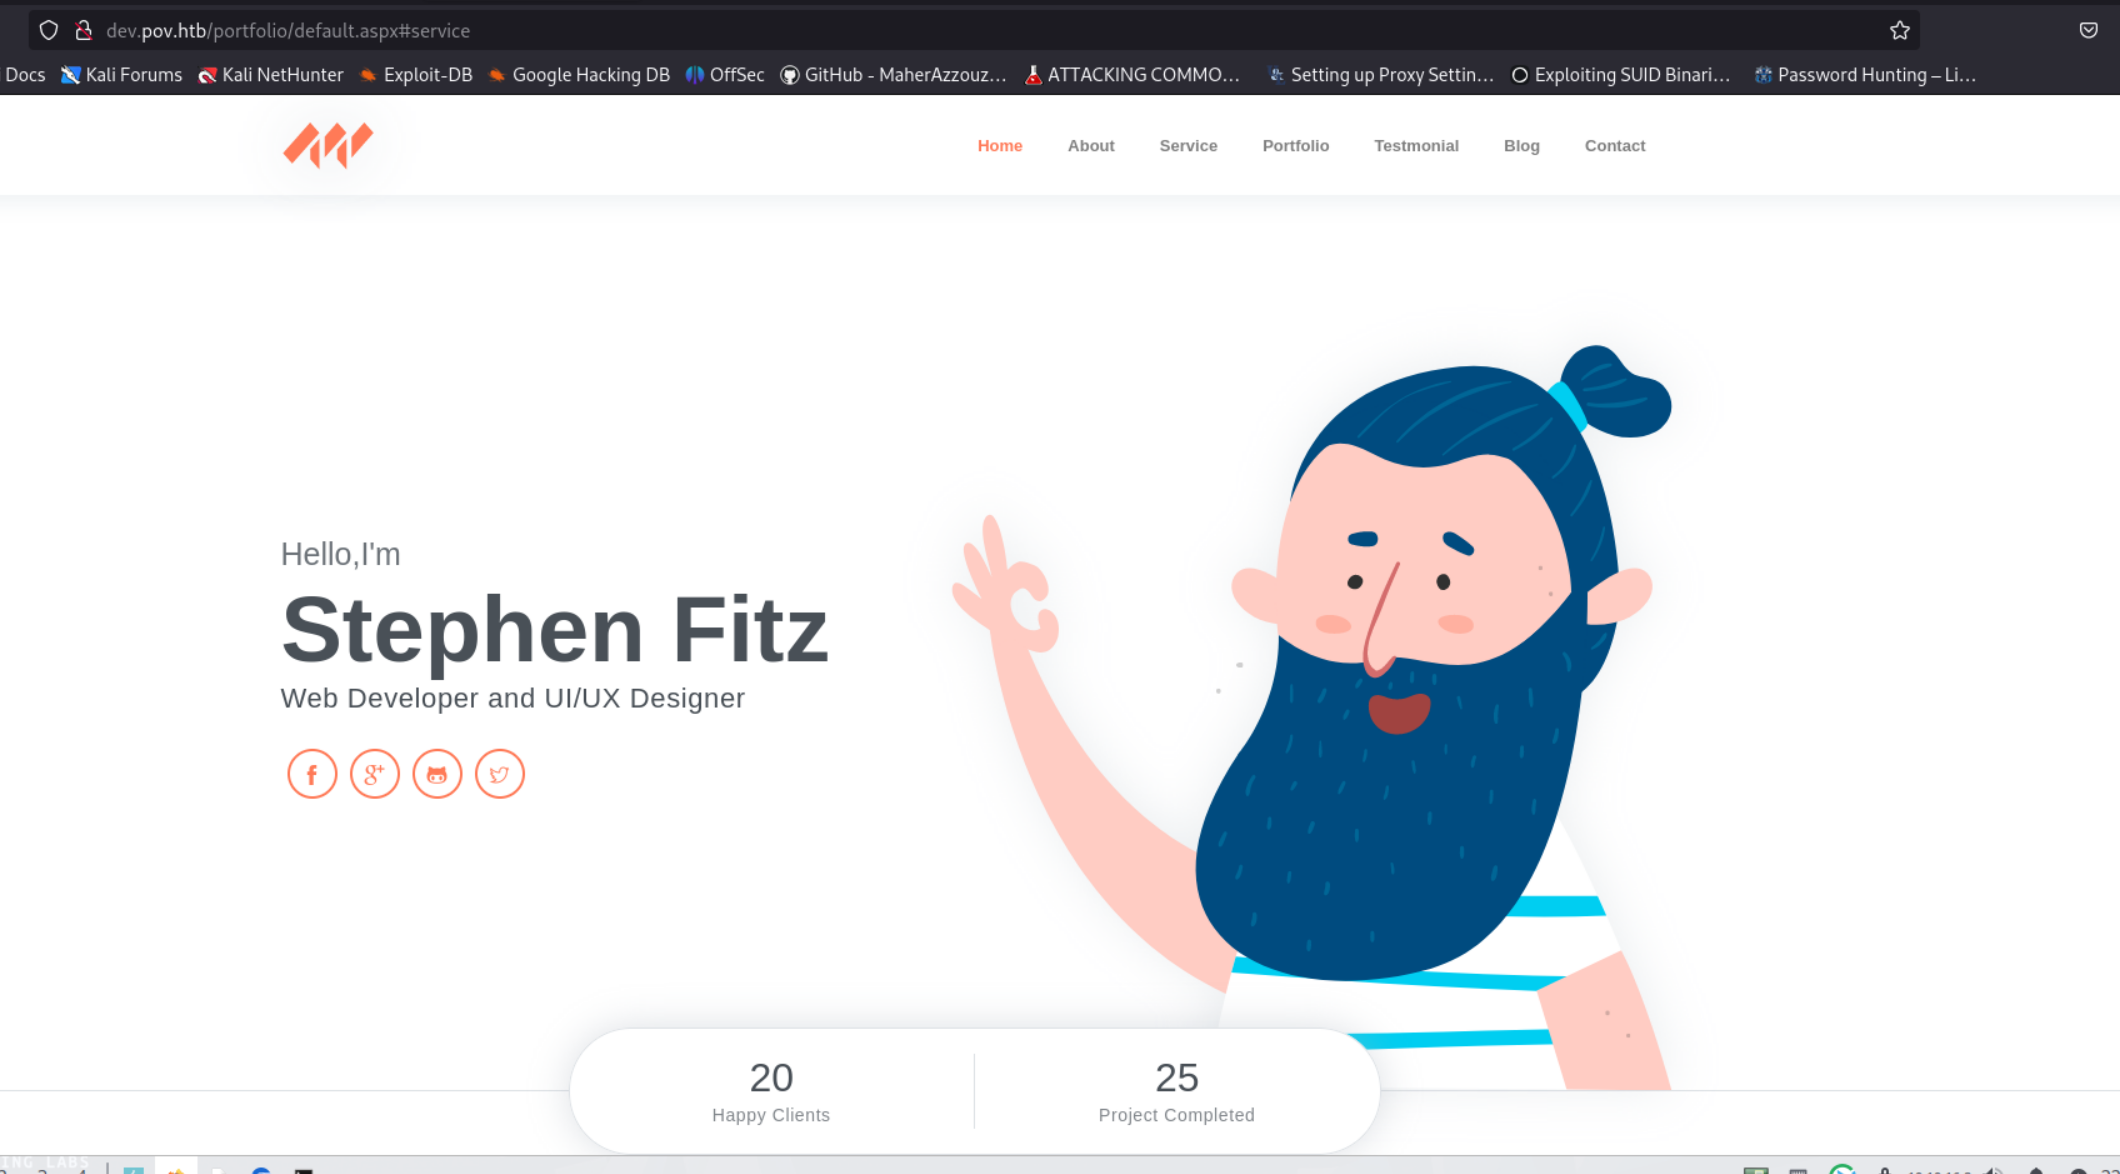 dev.pov.htb/portfolio/default.aspx#service
Docs Kali Forums Kali NetHunter Exploit-DB Google Hacking DB OffSec GitHub - MaherAzzouz... ATTACKING COMMO... Setting up Proxy Settin... Exploiting SUID Binari... Password Hunting – Li...
Home About Service Portfolio Testmonial Blog Contact
Hello,I'm
Stephen Fitz
Web Developer and UI/UX Designer
20
Happy Clients
25
Project Completed
ING LABS